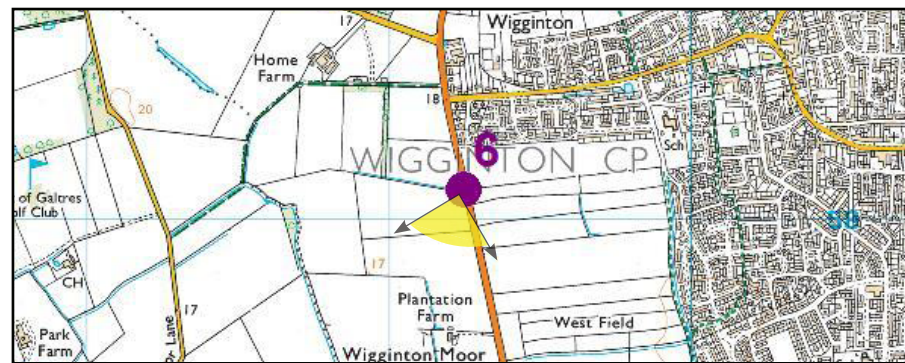 17
Wigginton
Home
Farm
20
18
6
WIGGINTON CP
Sch
of Galtres
olf Club
58
CH
17
17
Plantation
Farm
West Field
Park
Farm
Lane
Wigginton Moor